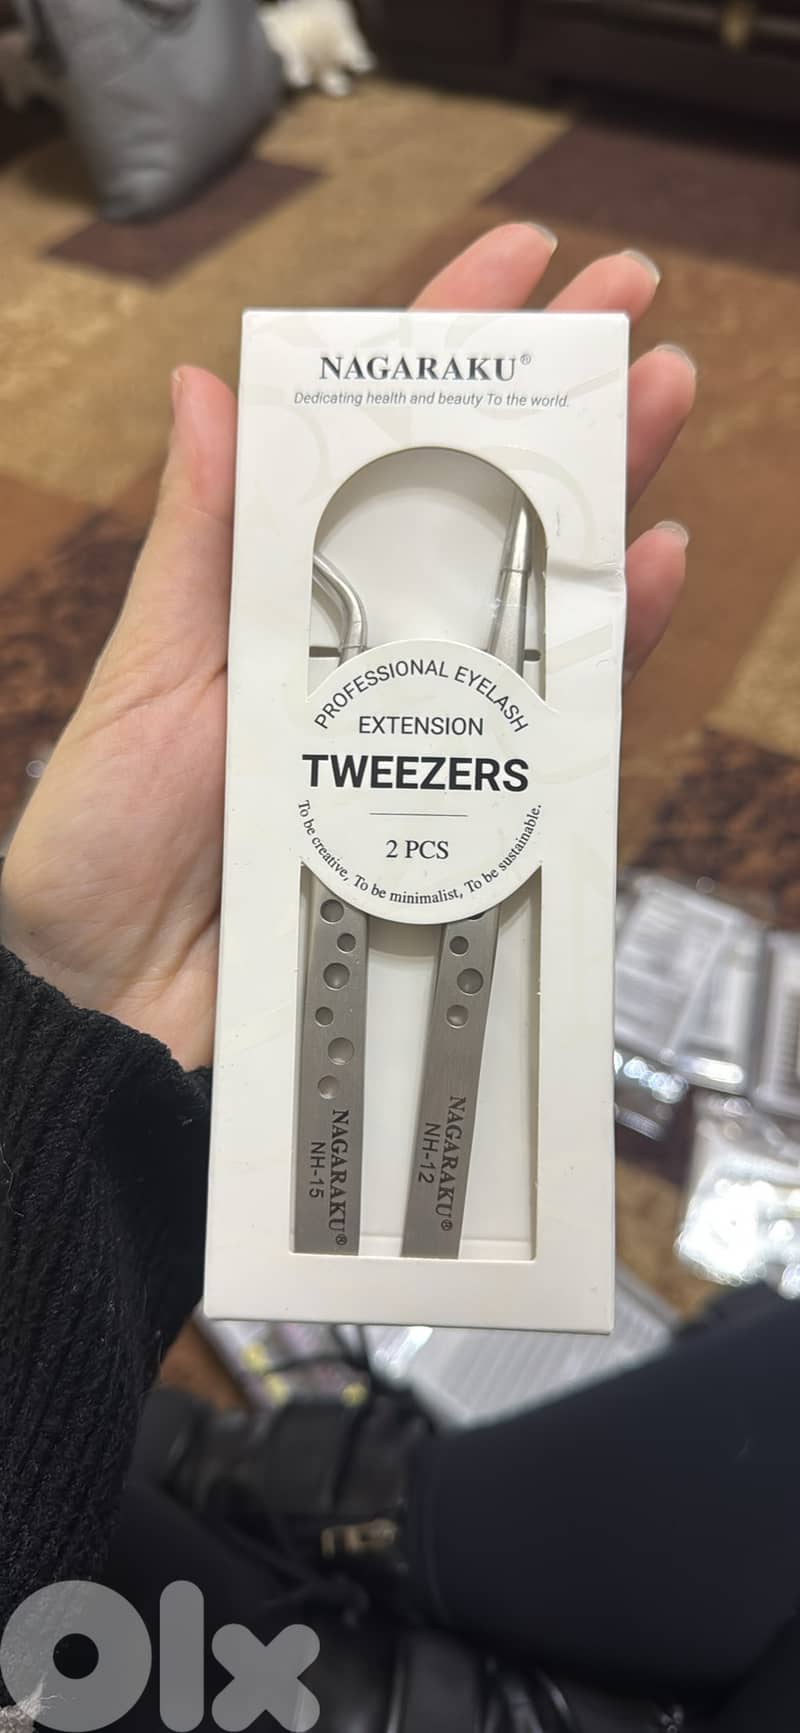 NAGARAKU®
Dedicating health and beauty To the world.
PROFESSIONAL EYELASH
EXTENSION
TWEEZERS
2 PCS
To be creative, To be minimalist, To be sustainable.
NAGARAKU®
NH-15
NAGARAKU®
NH-12
olx